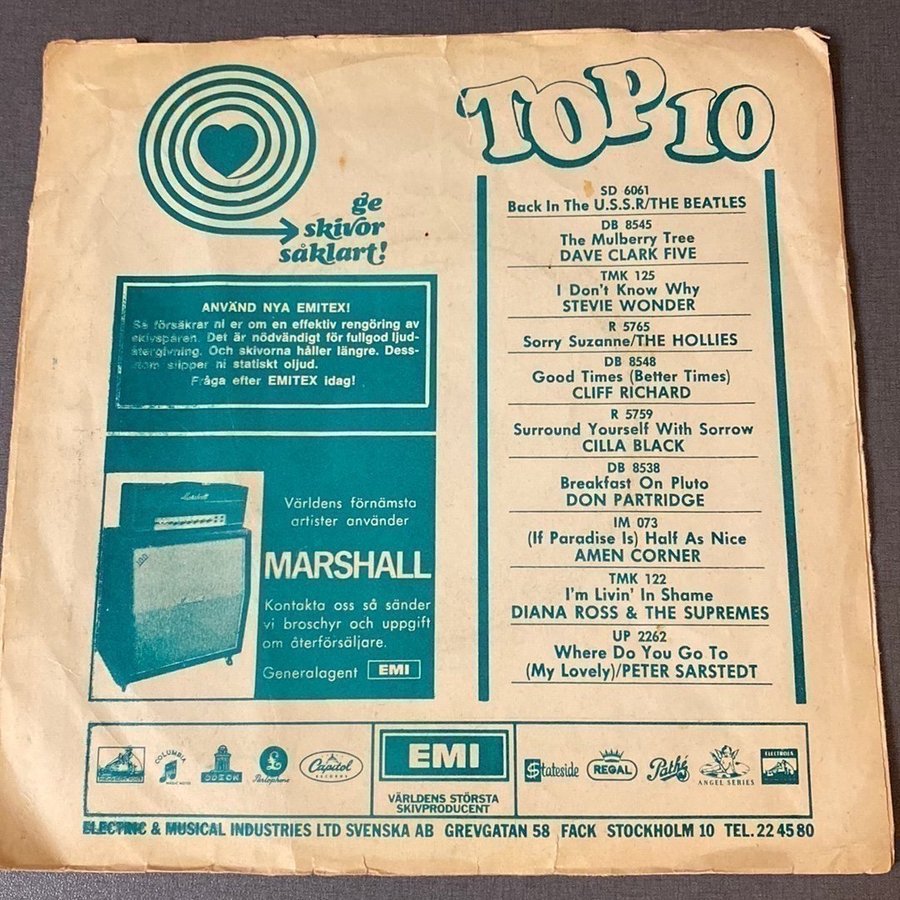 TOP 10
ge
skivor
såklart!
ANVÄND NYA EMITEX!
Så försäkrar ni er om en effektiv rengöring av
skivspåren. Det är nödvändigt för fullgod ljud-
återgivning. Och skivorna håller längre. Dess-
utom slipper ni statiskt oljud.
Fråga efter EMITEX idag!
Marshall
Världens förnämsta
artister använder
MARSHALL
Kontakta oss så sänder
vi broschyr och uppgift
om återförsäljare.
Generalagent EMI
SD 6061
Back In The U.S.S.R/THE BEATLES
DB 8545
The Mulberry Tree
DAVE CLARK FIVE
TMK 125
I Don't Know Why
STEVIE WONDER
R 5765
Sorry Suzanne/THE HOLLIES
DB 8548
Good Times (Better Times)
CLIFF RICHARD
R 5759
Surround Yourself With Sorrow
CILLA BLACK
DB 8538
Breakfast On Pluto
DON PARTRIDGE
IM 073
(If Paradise Is) Half As Nice
AMEN CORNER
TMK 122
I'm Livin' In Shame
DIANA ROSS & THE SUPREMES
UP 2262
Where Do You Go To
(My Lovely)/PETER SARSTEDT
COLUMBIA
ODEON
Parlophone
Capitol
RECORDS
EMI
VÄRLDENS STÖRSTA
SKIVPRODUCENT
Stateside
REGAL
Pathé
ANGEL SERIES
ELECTROLA
ELECTRIC & MUSICAL INDUSTRIES LTD SVENSKA AB GREVGATAN 58 FACK STOCKHOLM 10 TEL. 22 45 80